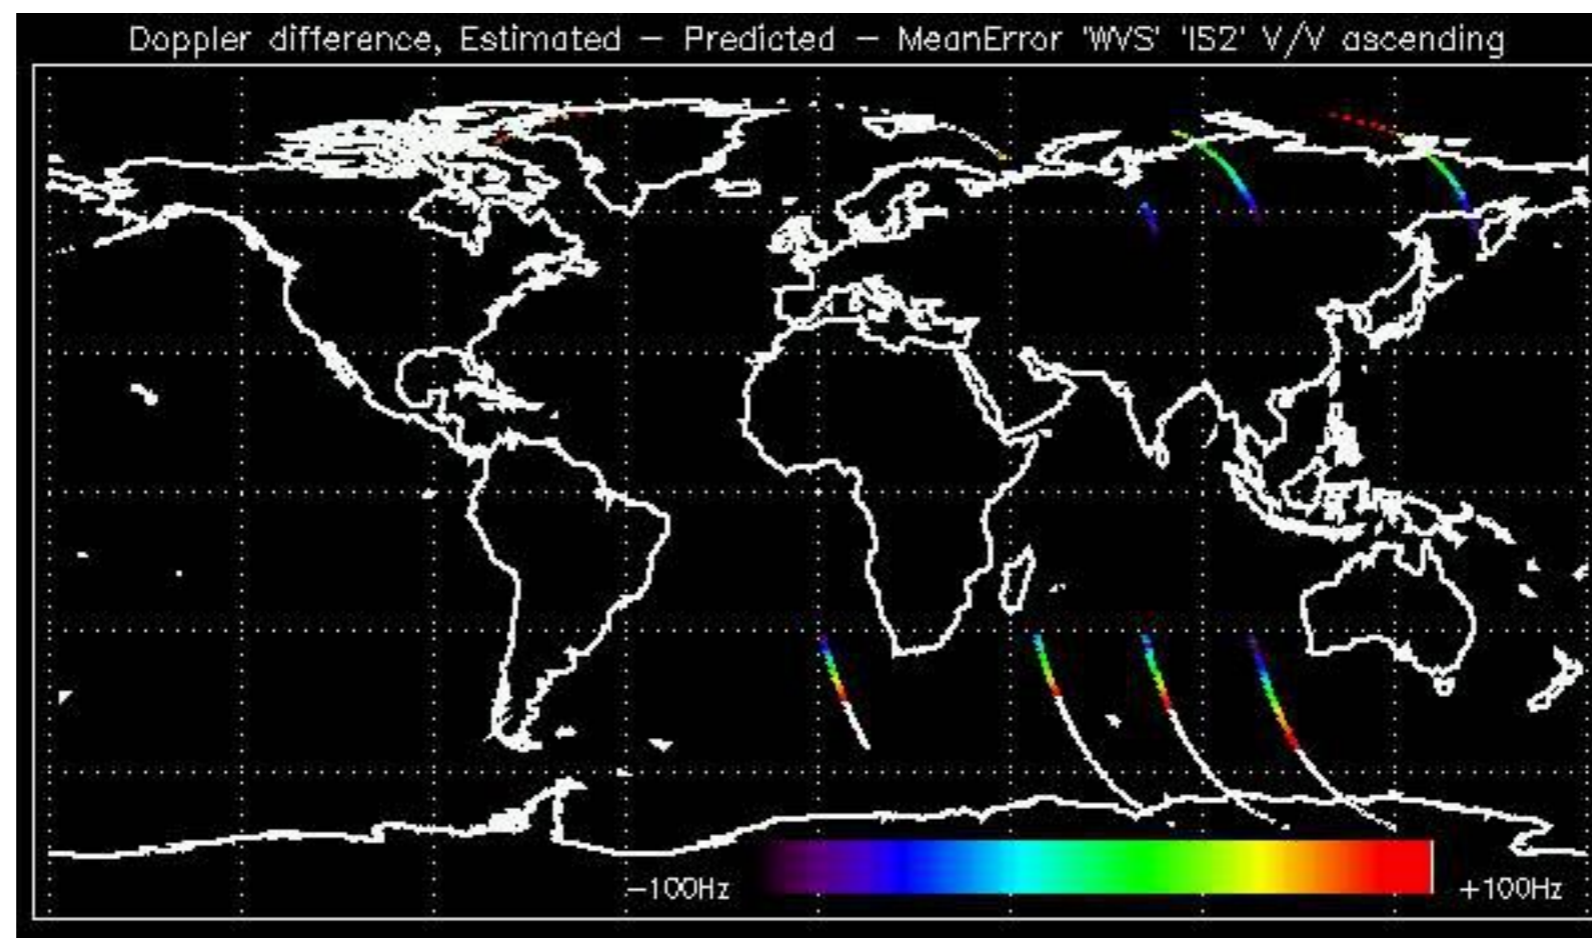 Doppler difference, Estimated – Predicted – MeanError 'WVS' 'IS2' V/V ascending
–100Hz
+100Hz